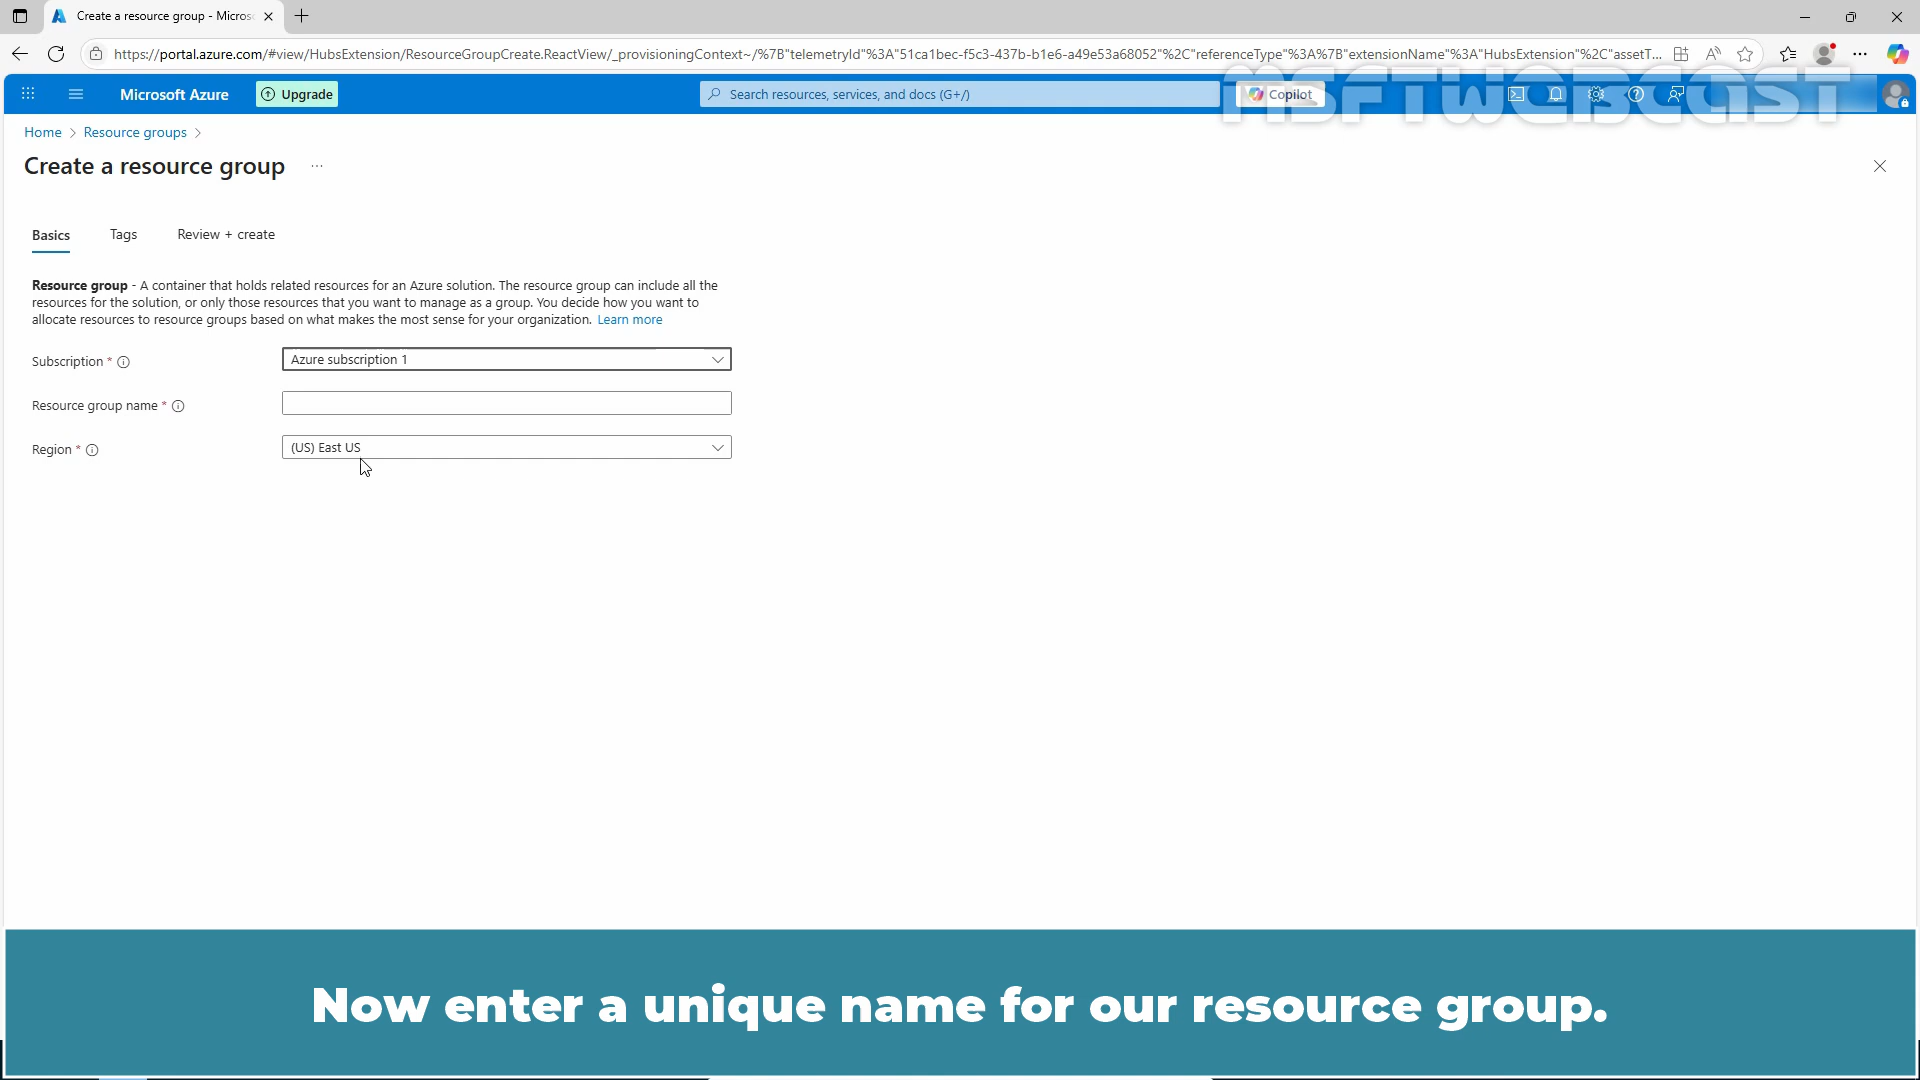 Create a resource group - Micros
https://portal.azure.com/#view/HubsExtension/ResourceGroupCreate.ReactView/_provisioningContext~/%7B"telemetryId"%3A"51ca1bec-f5c3-437b-b1e6-a49e53a68052"%2C"referenceType"%3A%7B"extensionName"%3A"HubsExtension"%2C"assetT...
Microsoft Azure
Upgrade
Search resources, services, and docs (G+/)
Copilot
MSFTWEBCAST
Home > Resource groups >
Create a resource group ...
Basics
Tags
Review + create
Resource group - A container that holds related resources for an Azure solution. The resource group can include all the
resources for the solution, or only those resources that you want to manage as a group. You decide how you want to
allocate resources to resource groups based on what makes the most sense for your organization. Learn more
Subscription *
Azure subscription 1
Resource group name *
Region *
(US) East US
Now enter a unique name for our resource group.